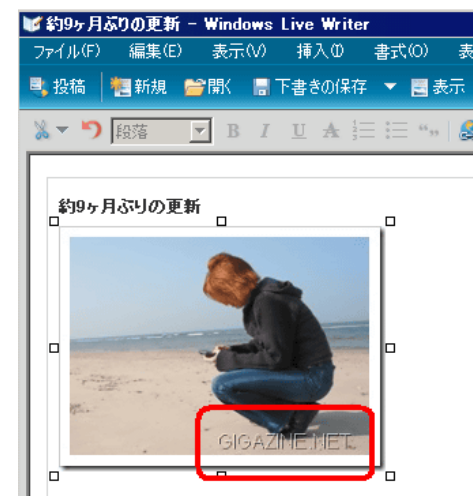 約9ヶ月ぶりの更新 - Windows Live Writer
ファイル(F) 編集(E) 表示(V) 挿入(I) 書式(O) 表
投稿 新規 開く 下書きの保存 表示
段落 B I U A
約9ヶ月ぶりの更新
GIGAZINE.NET